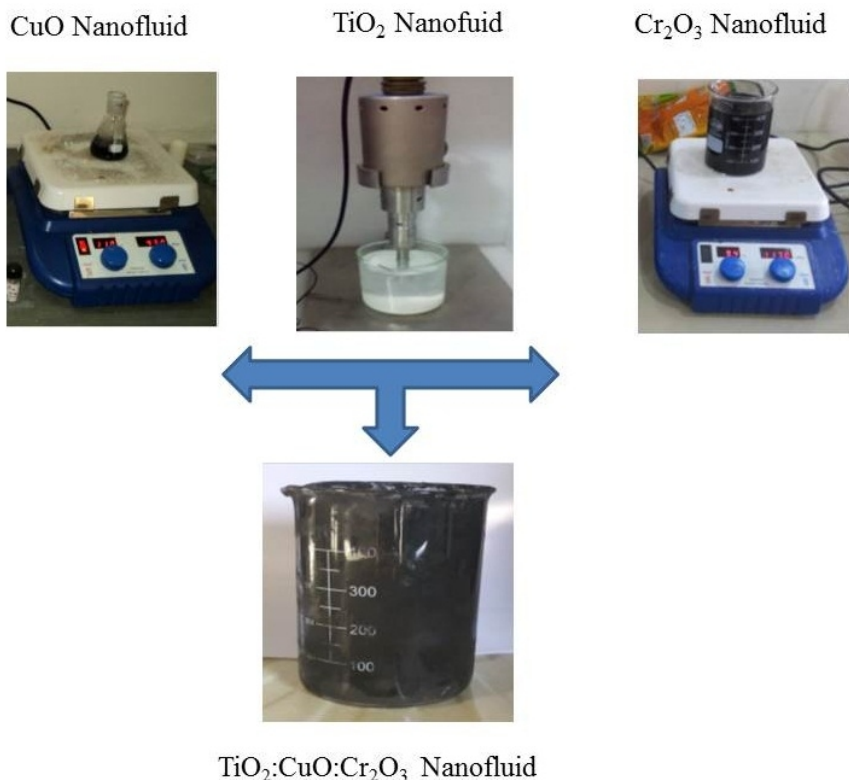 CuO Nanofluid
TiO₂ Nanofuid
Cr₂O₃ Nanofluid
300
200
100
TiO₂:CuO:Cr₂O₃ Nanofluid